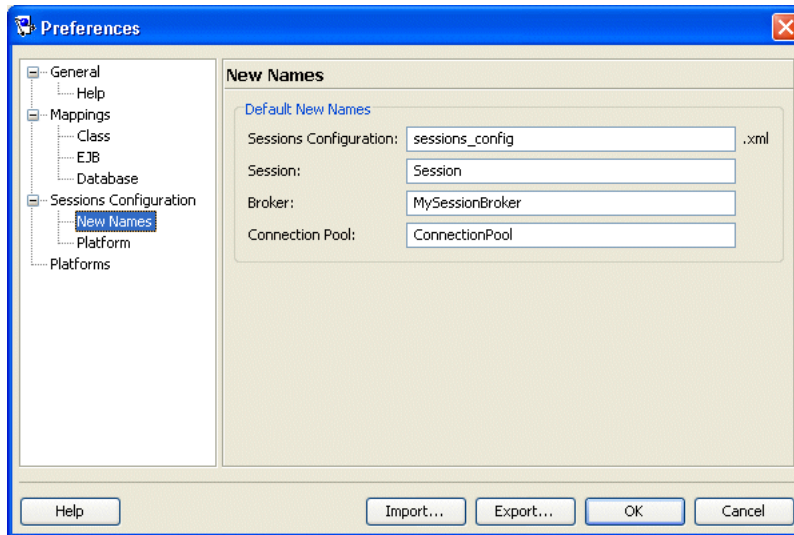 Preferences
General
Help
Mappings
Class
EJB
Database
Sessions Configuration
New Names
Platform
Platforms
New Names
Default New Names
Sessions Configuration: sessions_config .xml
Session: Session
Broker: MySessionBroker
Connection Pool: ConnectionPool
Help Import... Export... OK Cancel